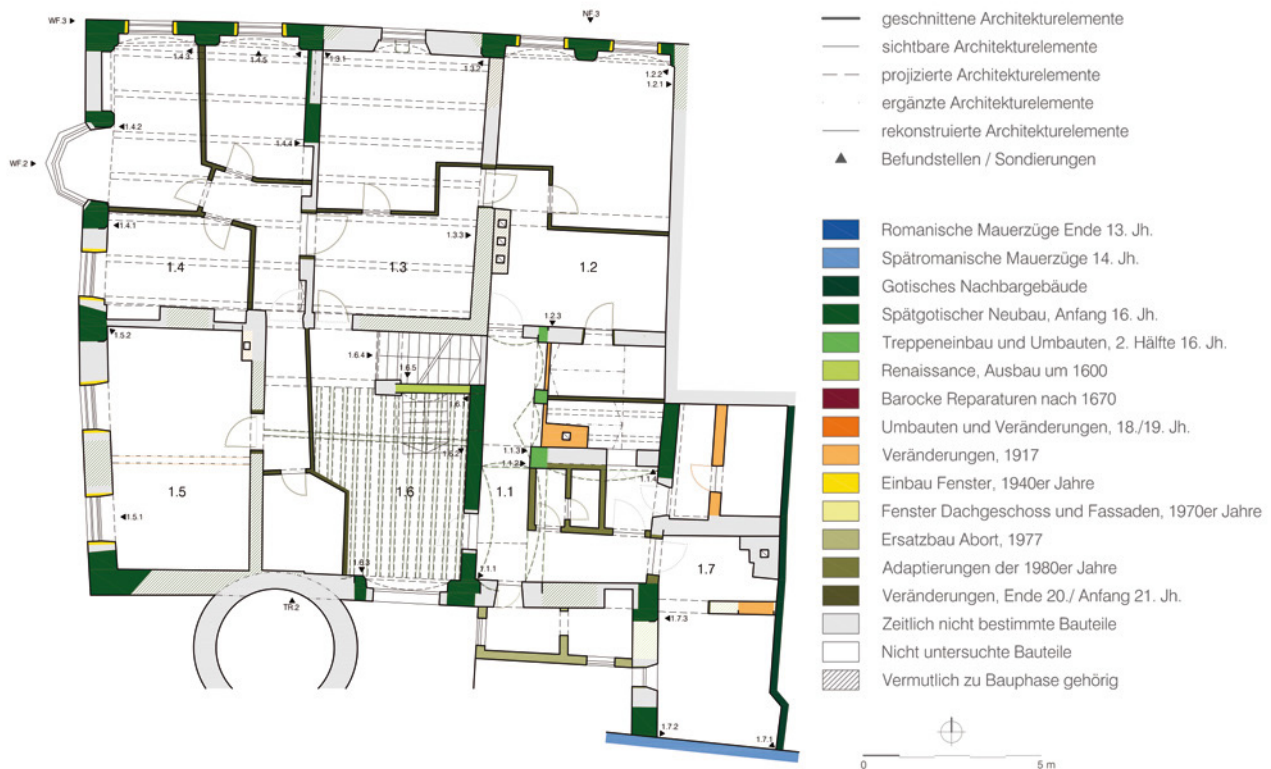 WF.3
NF.3
1.4.3
1.4.5
1.3.1
1.3.2
1.2.2
1.2.1
1.4.2
1.4.4
WF.2
1.4.1
1.3.3
1.4
1.3
1.2
1.2.3
1.5.2
1.6.4
1.6.5
1.1.3
1.1.2
1.1.4
1.5
1.6
1.1
1.5.1
1.6.3
1.1.1
1.7
TR.2
1.7.3
1.7.2
1.7.1
geschnittene Architekturelemente
sichtbare Architekturelemente
projizierte Architekturelemente
ergänzte Architekturelemente
rekonstruierte Architekturelemente
Befundstellen / Sondierungen
Romanische Mauerzüge Ende 13. Jh.
Spätromanische Mauerzüge 14. Jh.
Gotisches Nachbargebäude
Spätgotischer Neubau, Anfang 16. Jh.
Treppeneinbau und Umbauten, 2. Hälfte 16. Jh.
Renaissance, Ausbau um 1600
Barocke Reparaturen nach 1670
Umbauten und Veränderungen, 18./19. Jh.
Veränderungen, 1917
Einbau Fenster, 1940er Jahre
Fenster Dachgeschoss und Fassaden, 1970er Jahre
Ersatzbau Abort, 1977
Adaptierungen der 1980er Jahre
Veränderungen, Ende 20./ Anfang 21. Jh.
Zeitlich nicht bestimmte Bauteile
Nicht untersuchte Bauteile
Vermutlich zu Bauphase gehörig
0 5 m